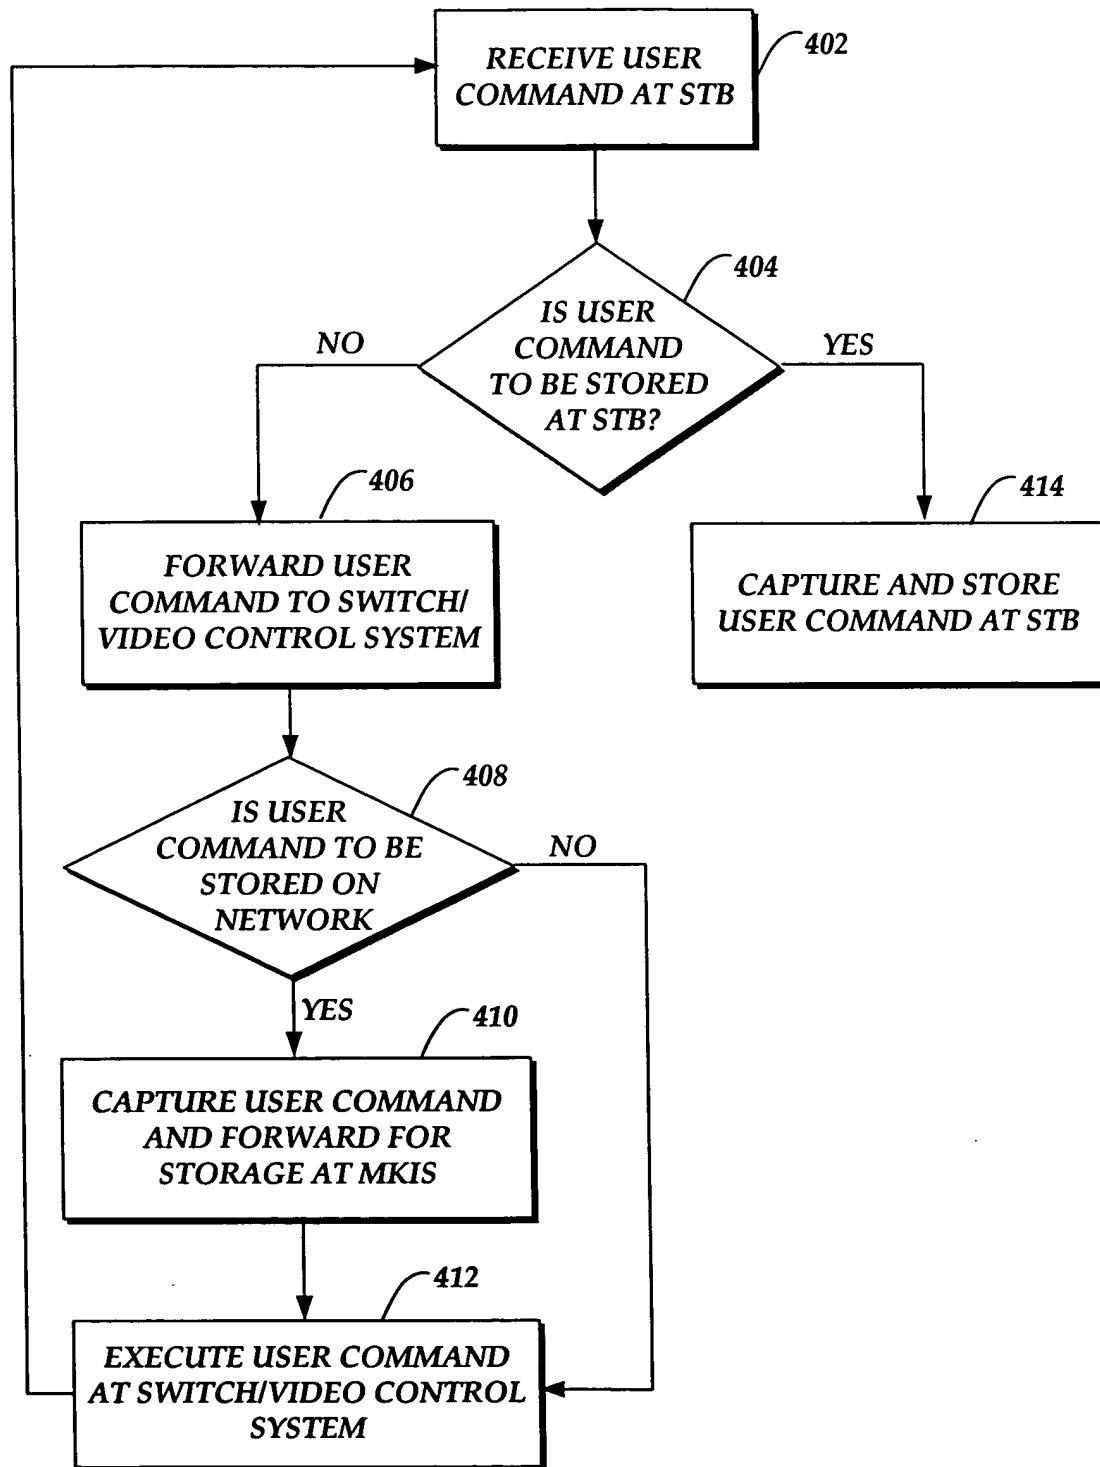 RECEIVE USER
COMMAND AT STB
402
IS USER
COMMAND
TO BE STORED
AT STB?
404
NO
YES
FORWARD USER
COMMAND TO SWITCH/
VIDEO CONTROL SYSTEM
406
CAPTURE AND STORE
USER COMMAND AT STB
414
IS USER
COMMAND TO BE
STORED ON
NETWORK
408
NO
YES
CAPTURE USER COMMAND
AND FORWARD FOR
STORAGE AT MKIS
410
EXECUTE USER COMMAND
AT SWITCH/VIDEO CONTROL
SYSTEM
412